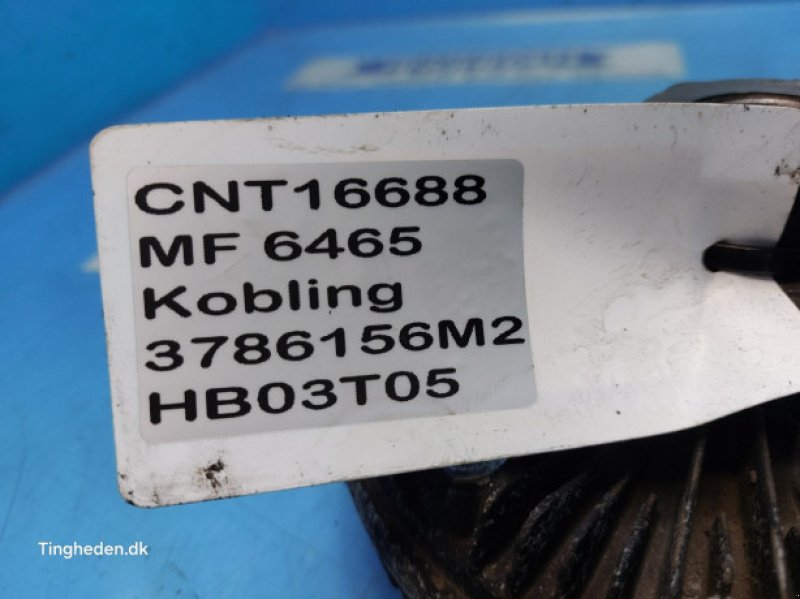 CNT16688
MF 6465
Kobling
3786156M2
HB03T05
Tingheden.dk